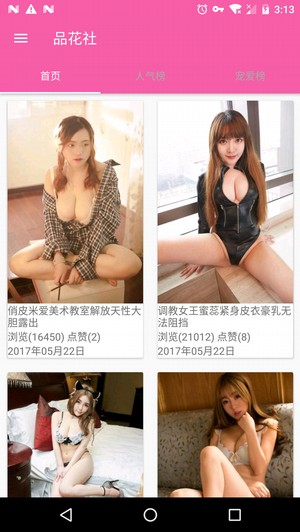 3:13
品花社
首页
人气榜
宠爱榜
俏皮米爱美术教室解放天性大
胆露出
浏览(16450) 点赞(2)
2017年05月22日
调教女王蜜蕊紧身皮衣豪乳无
法阻挡
浏览(21012) 点赞(8)
2017年05月22日